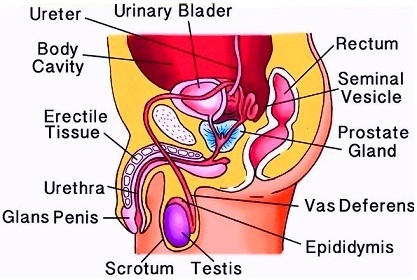 Ureter
Urinary Blader
Body
Cavity
Rectum
Seminal
Vesicle
Erectile
Tissue
Prostate
Gland
Urethra
Glans Penis
Vas Deferens
Epididymis
Scrotum
Testis